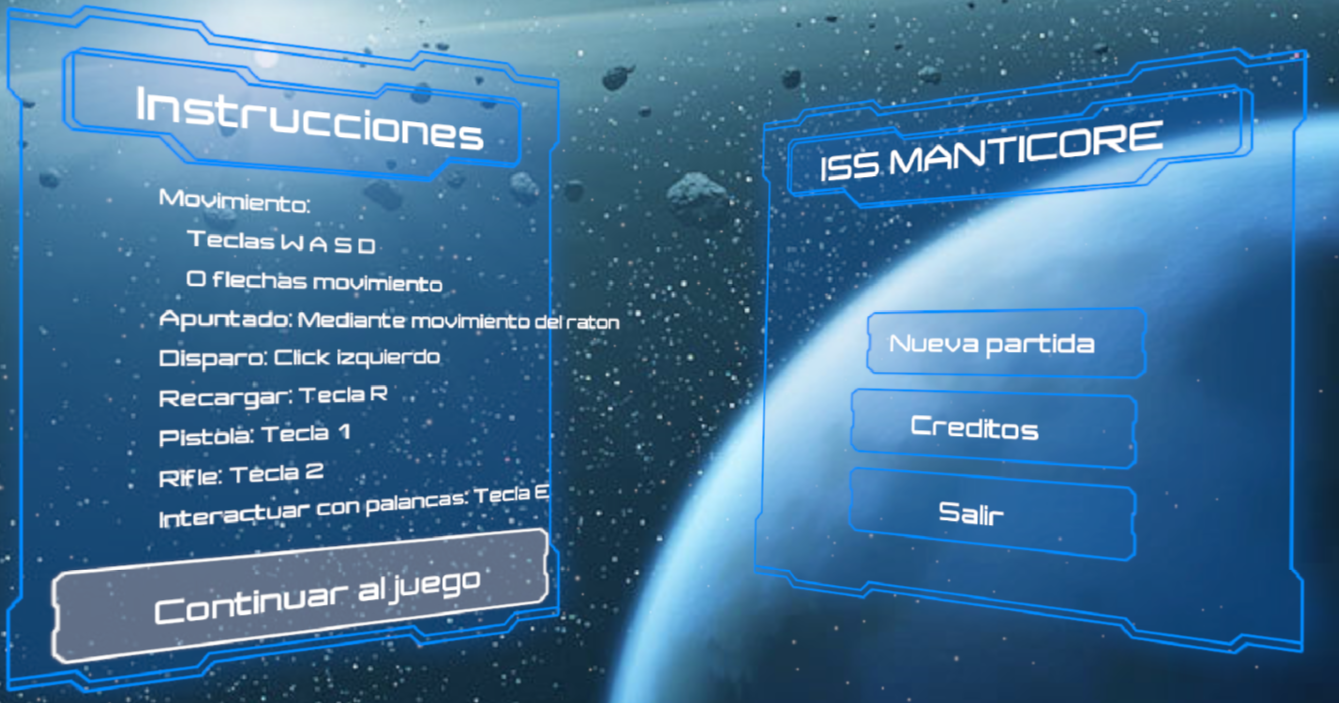 Instrucciones
Movimiento:
Teclas W A S D
O flechas movimiento
Apuntado: Mediante movimiento del raton
Disparo: Click izquierdo
Recargar: Tecla R
Pistola: Tecla 1
Rifle: Tecla 2
Interactuar con palancas: Tecla E
Continuar al juego
ISS MANTICORE
Nueva partida
Creditos
Salir